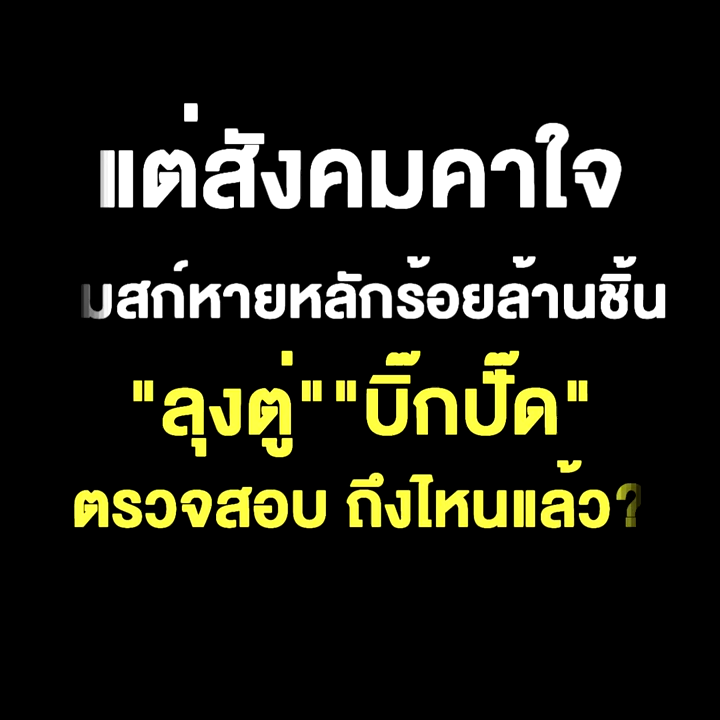 แต่สังคมคาใจ
มสก์หายหลักร้อยล้านชิ้น
"ลุงตู่" "บิ๊กปั๊ด"
ตรวจสอบ ถึงไหนแล้ว?